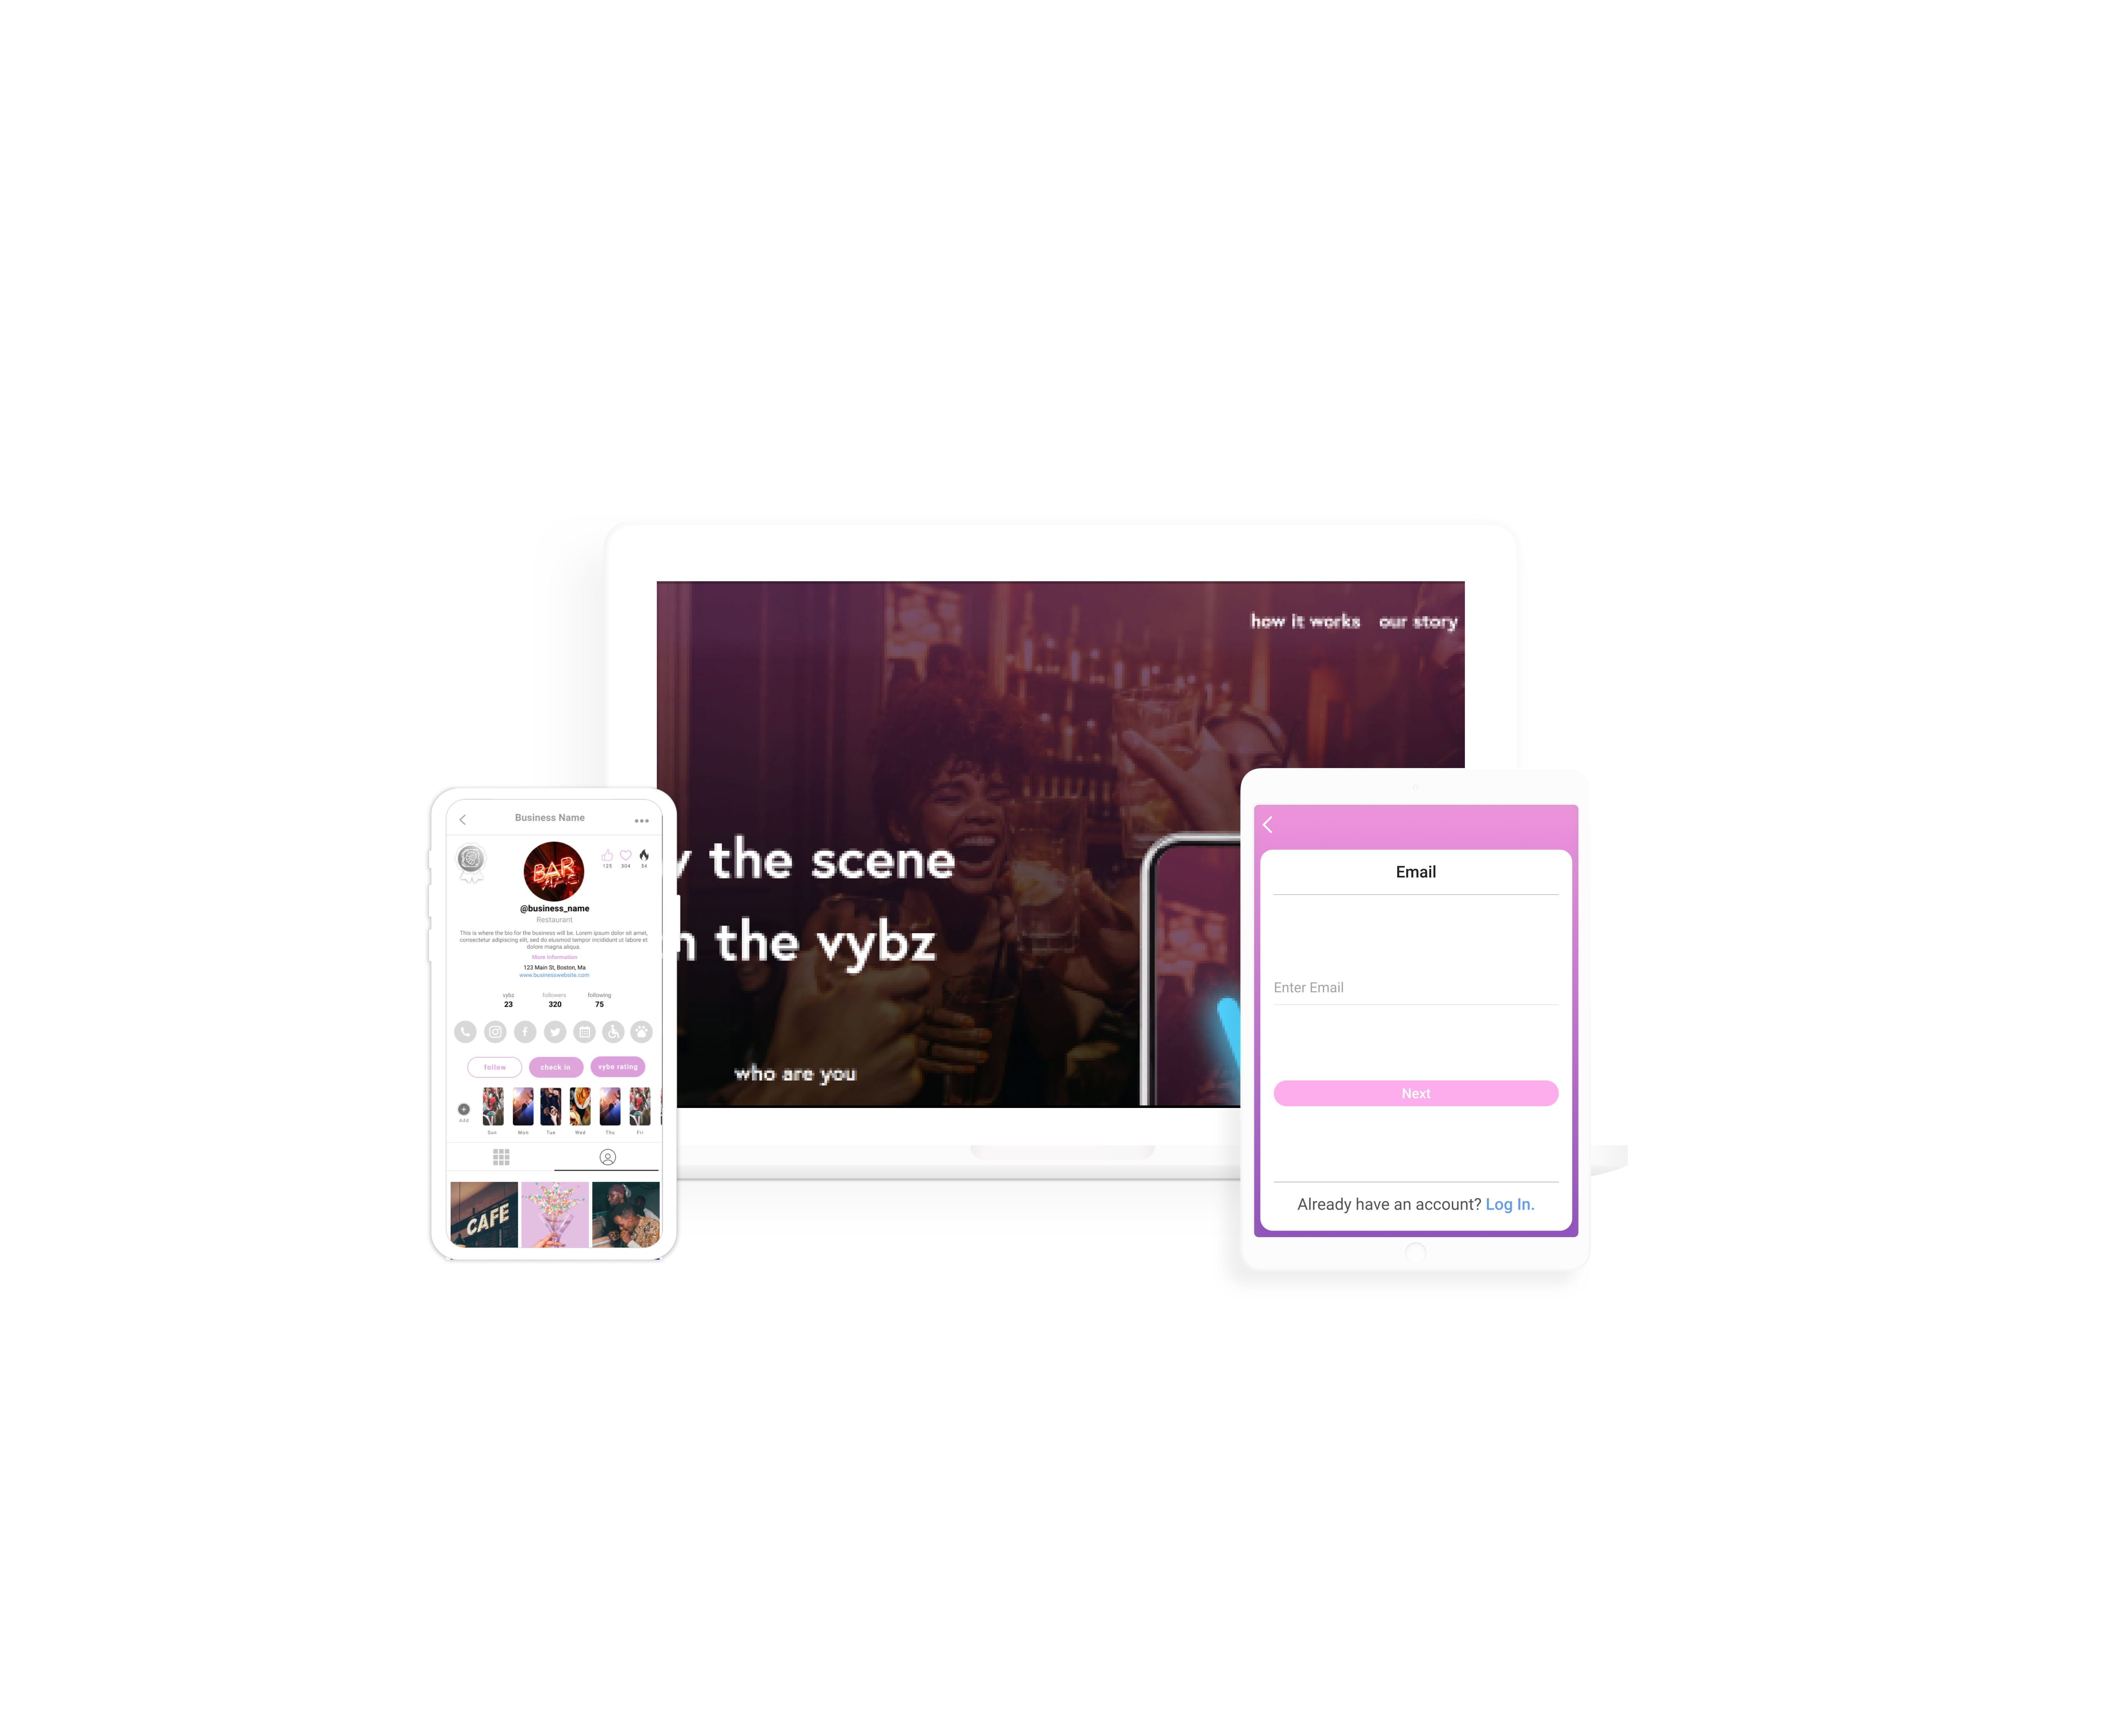 how it works our story
the scene
the vybz
who are you
Business Name
BAR
125 804 54
@business_name
Restaurant
This is where the bio for the business will be. Lorem ipsum dolor sit amet,
consectetur adipiscing elit, sed do eiusmod tempor incididunt ut labore et
dolore magna aliqua.
More Information
123 Main St, Boston, Ma
www.businesswebsite.com
vybz followers following
23 320 75
follow check in vybe rating
Add Sun Mon Tue Wed Thu Fri
CAFE
Email
Enter Email
Next
Already have an account? Log In.